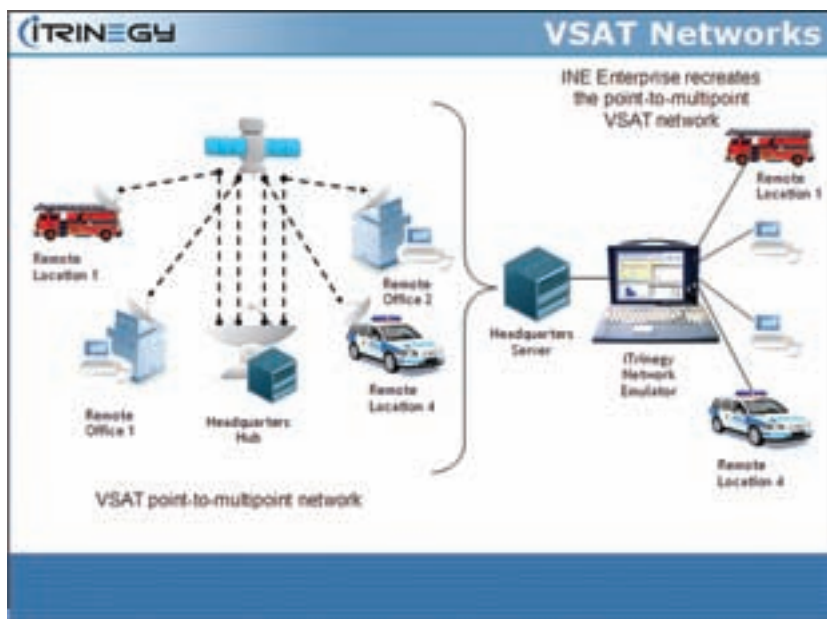 iTRINEGY
VSAT Networks
INE Enterprise recreates
the point-to-multipoint
VSAT network
Remote
Location 1
Remote
Office 1
Headquarters
Hub
Remote
Office 2
Remote
Location 4
VSAT point-to-multipoint network
Headquarters
Server
iTrinegy
Network
Emulator
Remote
Location 1
Remote
Location 4